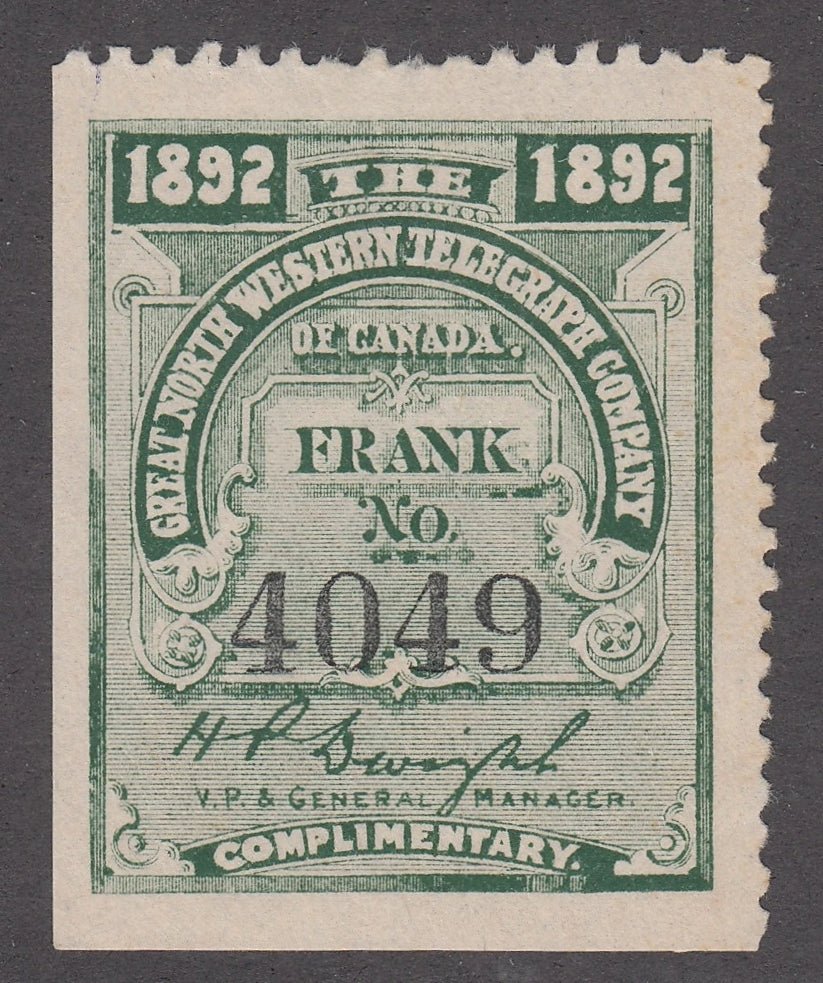 1892 THE 1892
GREAT NORTH WESTERN TELEGRAPH COMPANY
OF CANADA.
FRANK
No.
4049
H P Dwight
V.P. & GENERAL MANAGER.
COMPLIMENTARY.